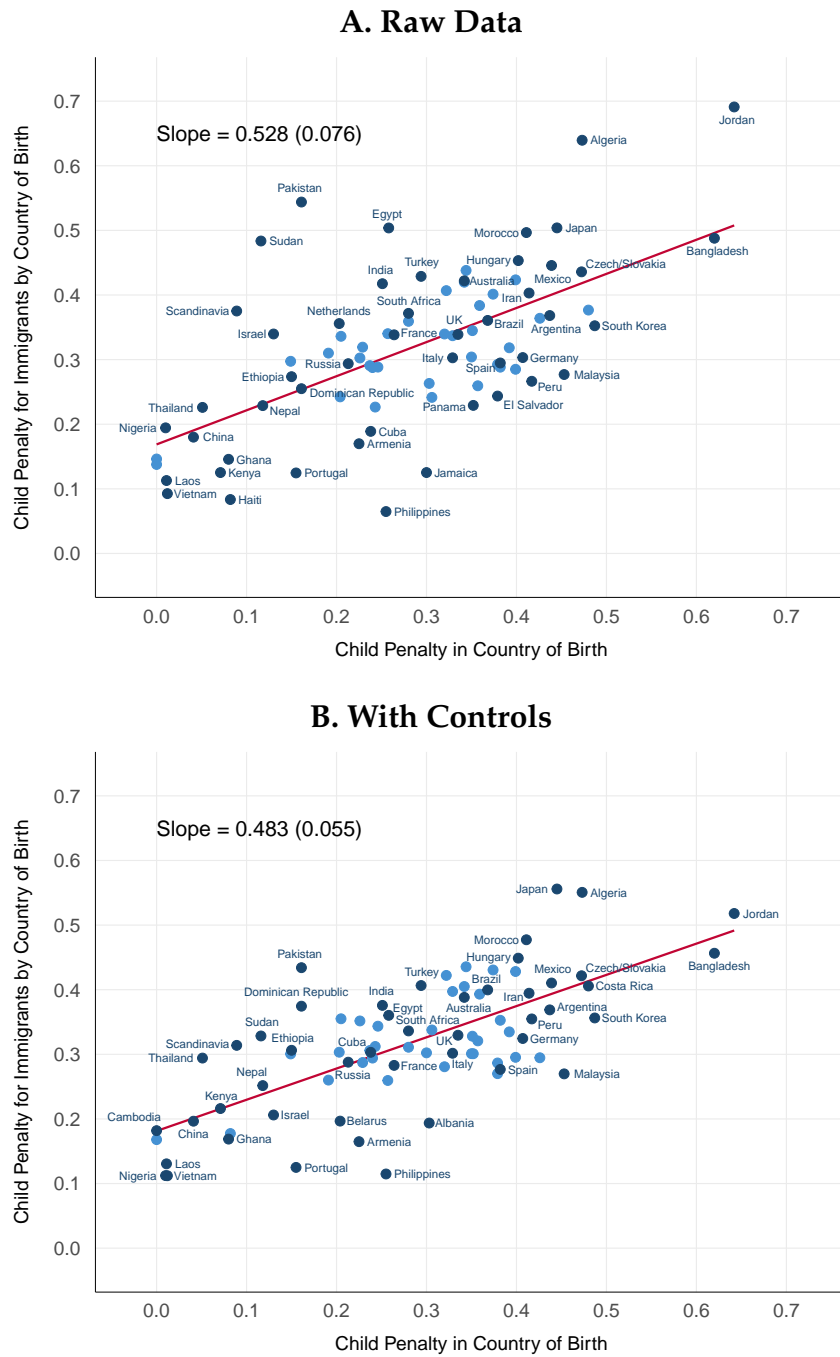 A. Raw Data
Child Penalty for Immigrants by Country of Birth
0.7
0.6
0.5
0.4
0.3
0.2
0.1
0.0
Slope = 0.528 (0.076)
Jordan
Algeria
Pakistan
Egypt
Sudan
Morocco
Japan
Bangladesh
Hungary
Turkey
Czech/Slovakia
India
Australia
Mexico
Iran
South Africa
Scandinavia
Netherlands
UK
Brazil
Argentina
South Korea
Israel
France
Italy
Germany
Russia
Spain
Malaysia
Ethiopia
Peru
Dominican Republic
El Salvador
Thailand
Nepal
Panama
Nigeria
China
Cuba
Armenia
Ghana
Kenya
Portugal
Jamaica
Laos
Vietnam
Haiti
Philippines
0.0 0.1 0.2 0.3 0.4 0.5 0.6 0.7
Child Penalty in Country of Birth
B. With Controls
Child Penalty for Immigrants by Country of Birth
0.7
0.6
0.5
0.4
0.3
0.2
0.1
0.0
Slope = 0.483 (0.055)
Japan
Algeria
Jordan
Morocco
Pakistan
Hungary
Bangladesh
Turkey
Mexico
Czech/Slovakia
Brazil
Costa Rica
Dominican Republic
India
Iran
Egypt
Australia
Argentina
Sudan
South Africa
Peru
South Korea
Scandinavia
Ethiopia
Cuba
UK
Germany
Thailand
Russia
France
Italy
Spain
Malaysia
Nepal
Kenya
Cambodia
China
Israel
Belarus
Albania
Ghana
Armenia
Laos
Portugal
Philippines
Nigeria
Vietnam
0.0 0.1 0.2 0.3 0.4 0.5 0.6 0.7
Child Penalty in Country of Birth